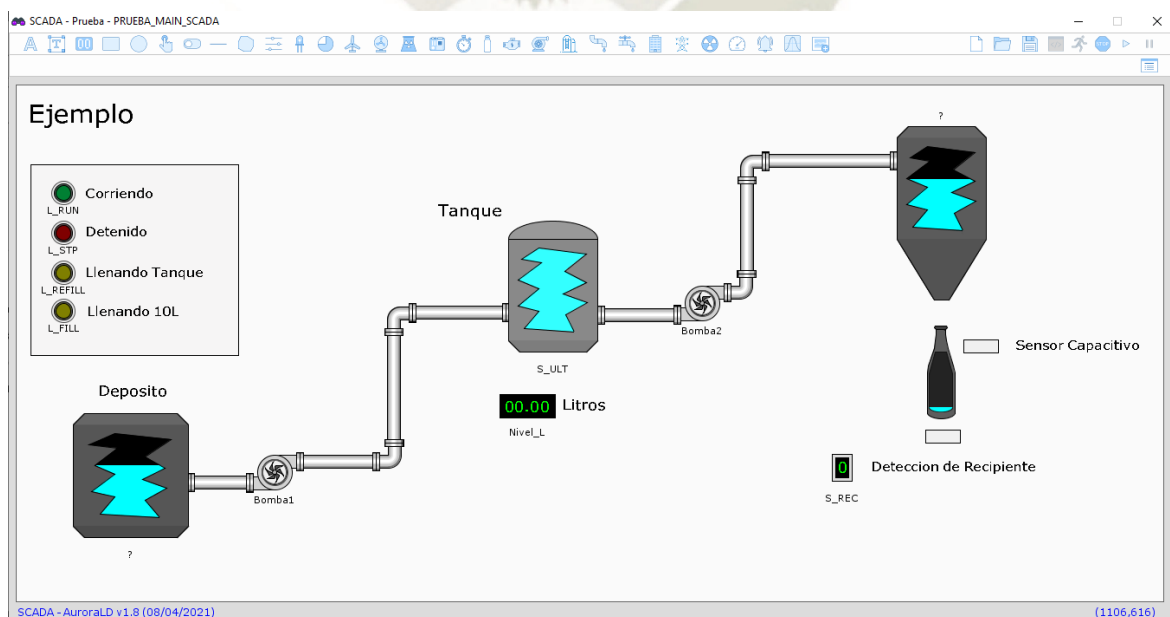 SCADA - Prueba - PRUEBA_MAIN_SCADA
Ejemplo
?
Corriendo
L_RUN
Detenido
L_STP
Llenando Tanque
L_REFILL
Llenando 10L
L_FILL
Tanque
S_ULT
00.00 Litros
Nivel_L
Bomba2
Sensor Capacitivo
Deposito
Bomba1
?
0 Deteccion de Recipiente
S_REC
SCADA - AuroraLD v1.8 (08/04/2021)
(1106,616)